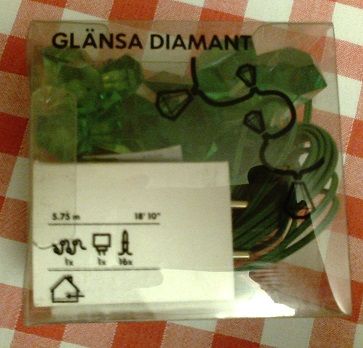 GLÄNSA DIAMANT
5.75 m 18' 10"
1x 1x 16x